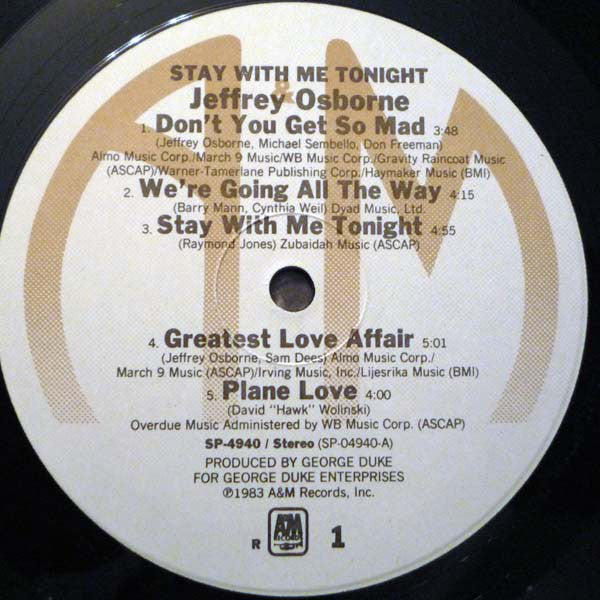 STAY WITH ME TONIGHT
&
Jeffrey Osborne
1. Don't You Get So Mad 3:48
(Jeffrey Osborne, Michael Sembello, Don Freeman)
Almo Music Corp./March 9 Music/WB Music Corp./Gravity Raincoat Music
(ASCAP)/Warner-Tamerlane Publishing Corp./Haymaker Music (BMI)
2. We're Going All The Way 4:15
(Barry Mann, Cynthia Weil) Dyad Music, Ltd.
3. Stay With Me Tonight 4:55
(Raymond Jones) Zubaidah Music (ASCAP)
4. Greatest Love Affair 5:01
(Jeffrey Osborne, Sam Dees) Almo Music Corp./
March 9 Music (ASCAP)/Irving Music, Inc./Lijesrika Music (BMI)
5. Plane Love 4:00
(David "Hawk" Wolinski)
Overdue Music Administered by WB Music Corp. (ASCAP)
SP-4940 / Stereo (SP-04940-A)
PRODUCED BY GEORGE DUKE
FOR GEORGE DUKE ENTERPRISES
℗1983 A&M Records, Inc.
R A&M RECORDS 1